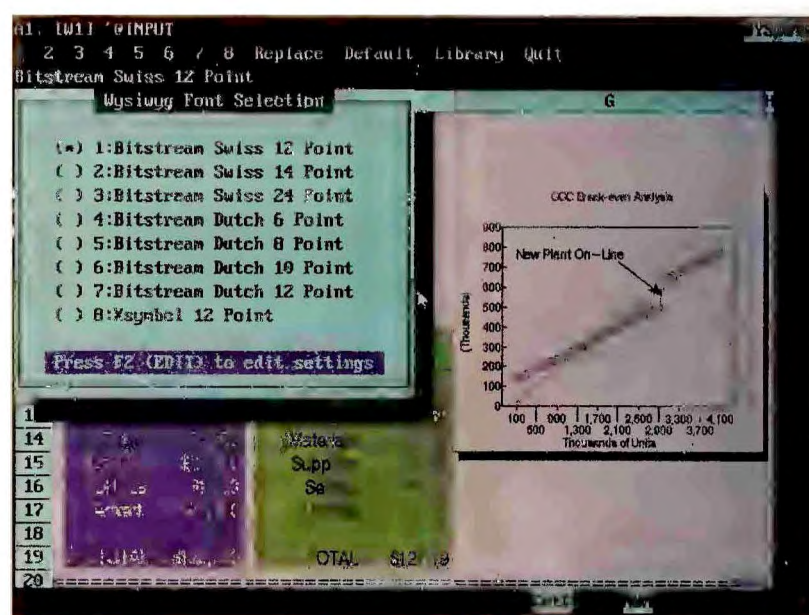 A1: [W1] '@INPUT
2 3 4 5 6 7 8 Replace Default Library Quit
Bitstream Swiss 12 Point
Wysiwyg Font Selection
G
(*) 1:Bitstream Swiss 12 Point
( ) 2:Bitstream Swiss 14 Point
( ) 3:Bitstream Swiss 24 Point
( ) 4:Bitstream Dutch 6 Point
( ) 5:Bitstream Dutch 8 Point
( ) 6:Bitstream Dutch 10 Point
( ) 7:Bitstream Dutch 12 Point
( ) 8:Xsymbol 12 Point
Press F2 (EDIT) to edit settings
CGC Break-even Analysis
New Plant On-Line
900
800
700
600
500
400
300
200
100
0
(Thousands)
100 900 1,700 2,500 3,300 4,100
500 1,300 2,100 2,900 3,700
Thousands of Units
14
15 Supp
16 Se
17
18
19 OTAL
20